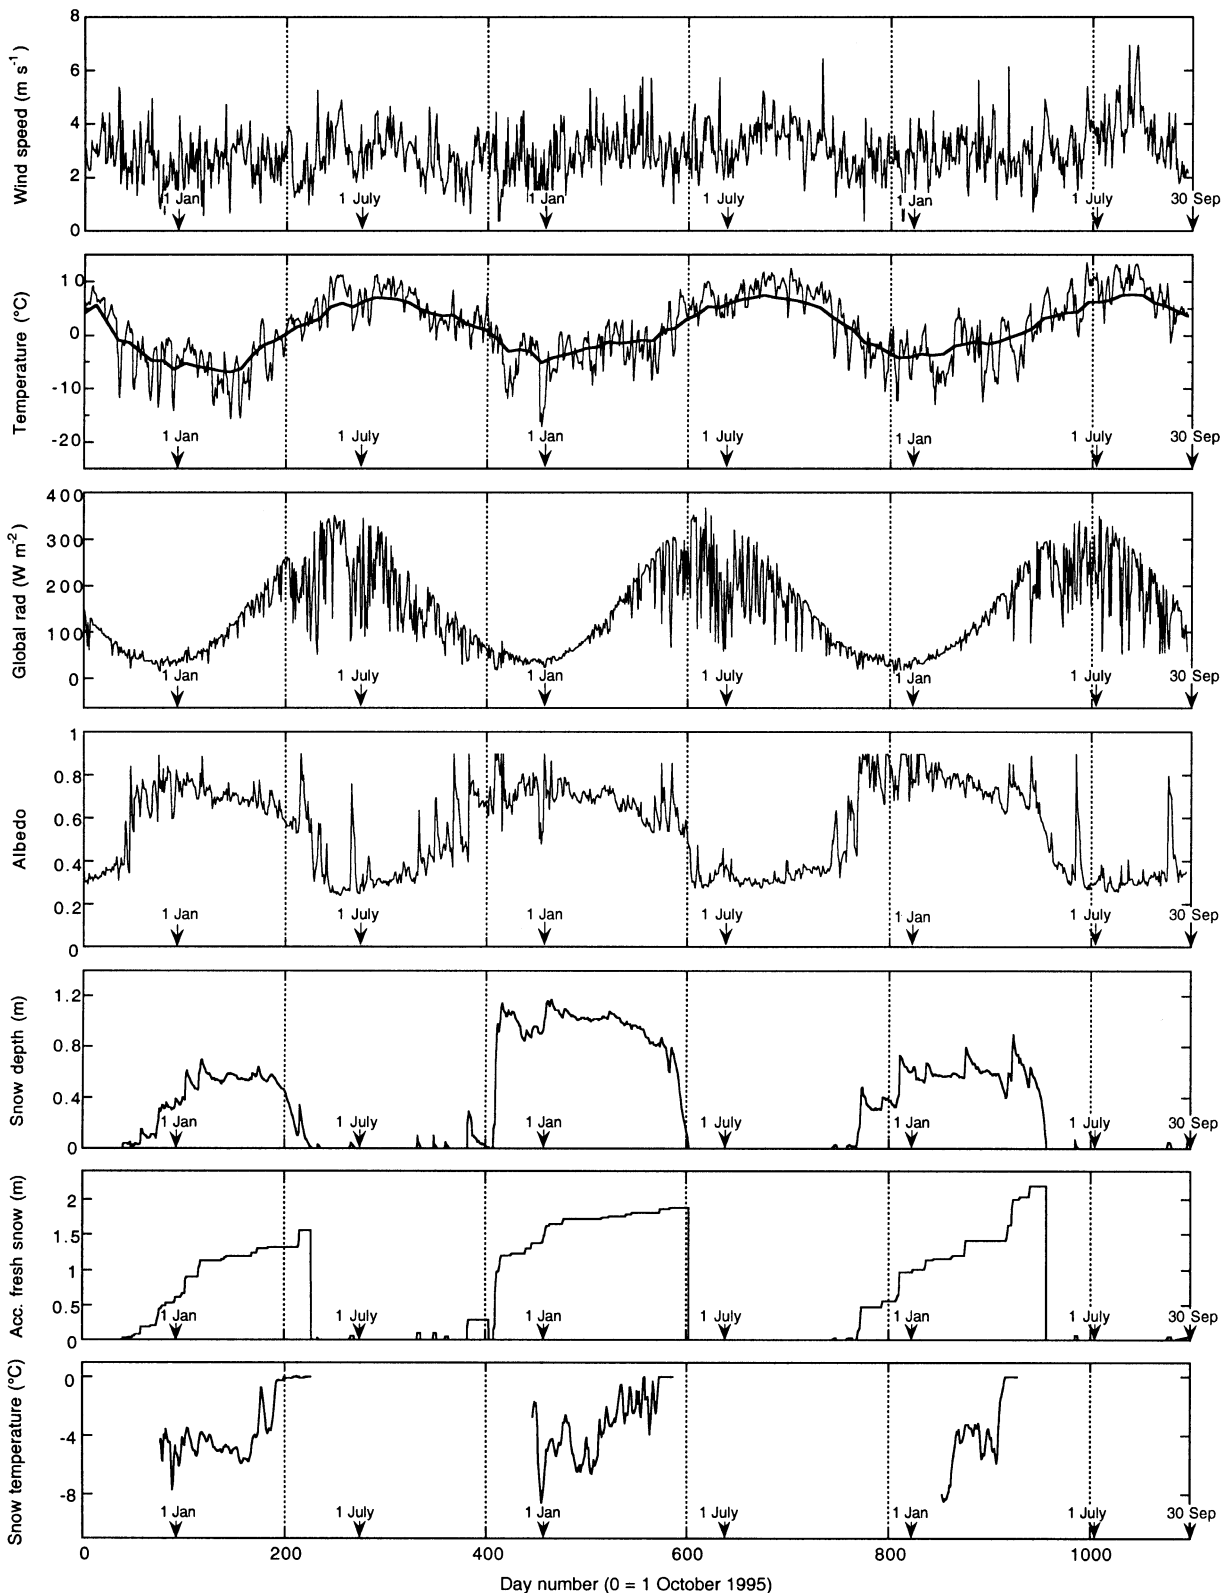 Wind speed (m s-1)
8
6
4
2
0
1 Jan
1 July
1 Jan
1 July
1 Jan
1 July
30 Sep
Temperature (°C)
10
0
-10
-20
1 Jan
1 July
1 Jan
1 July
1 Jan
1 July
30 Sep
Global rad (W m-2)
400
300
200
100
0
1 Jan
1 July
1 Jan
1 July
1 Jan
1 July
30 Sep
Albedo
1
0.8
0.6
0.4
0.2
0
1 Jan
1 July
1 Jan
1 July
1 Jan
1 July
30 Sep
Snow depth (m)
1.2
0.8
0.4
0
1 Jan
1 July
1 Jan
1 July
1 Jan
1 July
30 Sep
Acc. fresh snow (m)
2
1.5
1
0.5
0
1 Jan
1 July
1 Jan
1 July
1 Jan
1 July
30 Sep
Snow temperature (°C)
0
-4
-8
1 Jan
1 July
1 Jan
1 July
1 Jan
1 July
30 Sep
0 200 400 600 800 1000
Day number (0 = 1 October 1995)